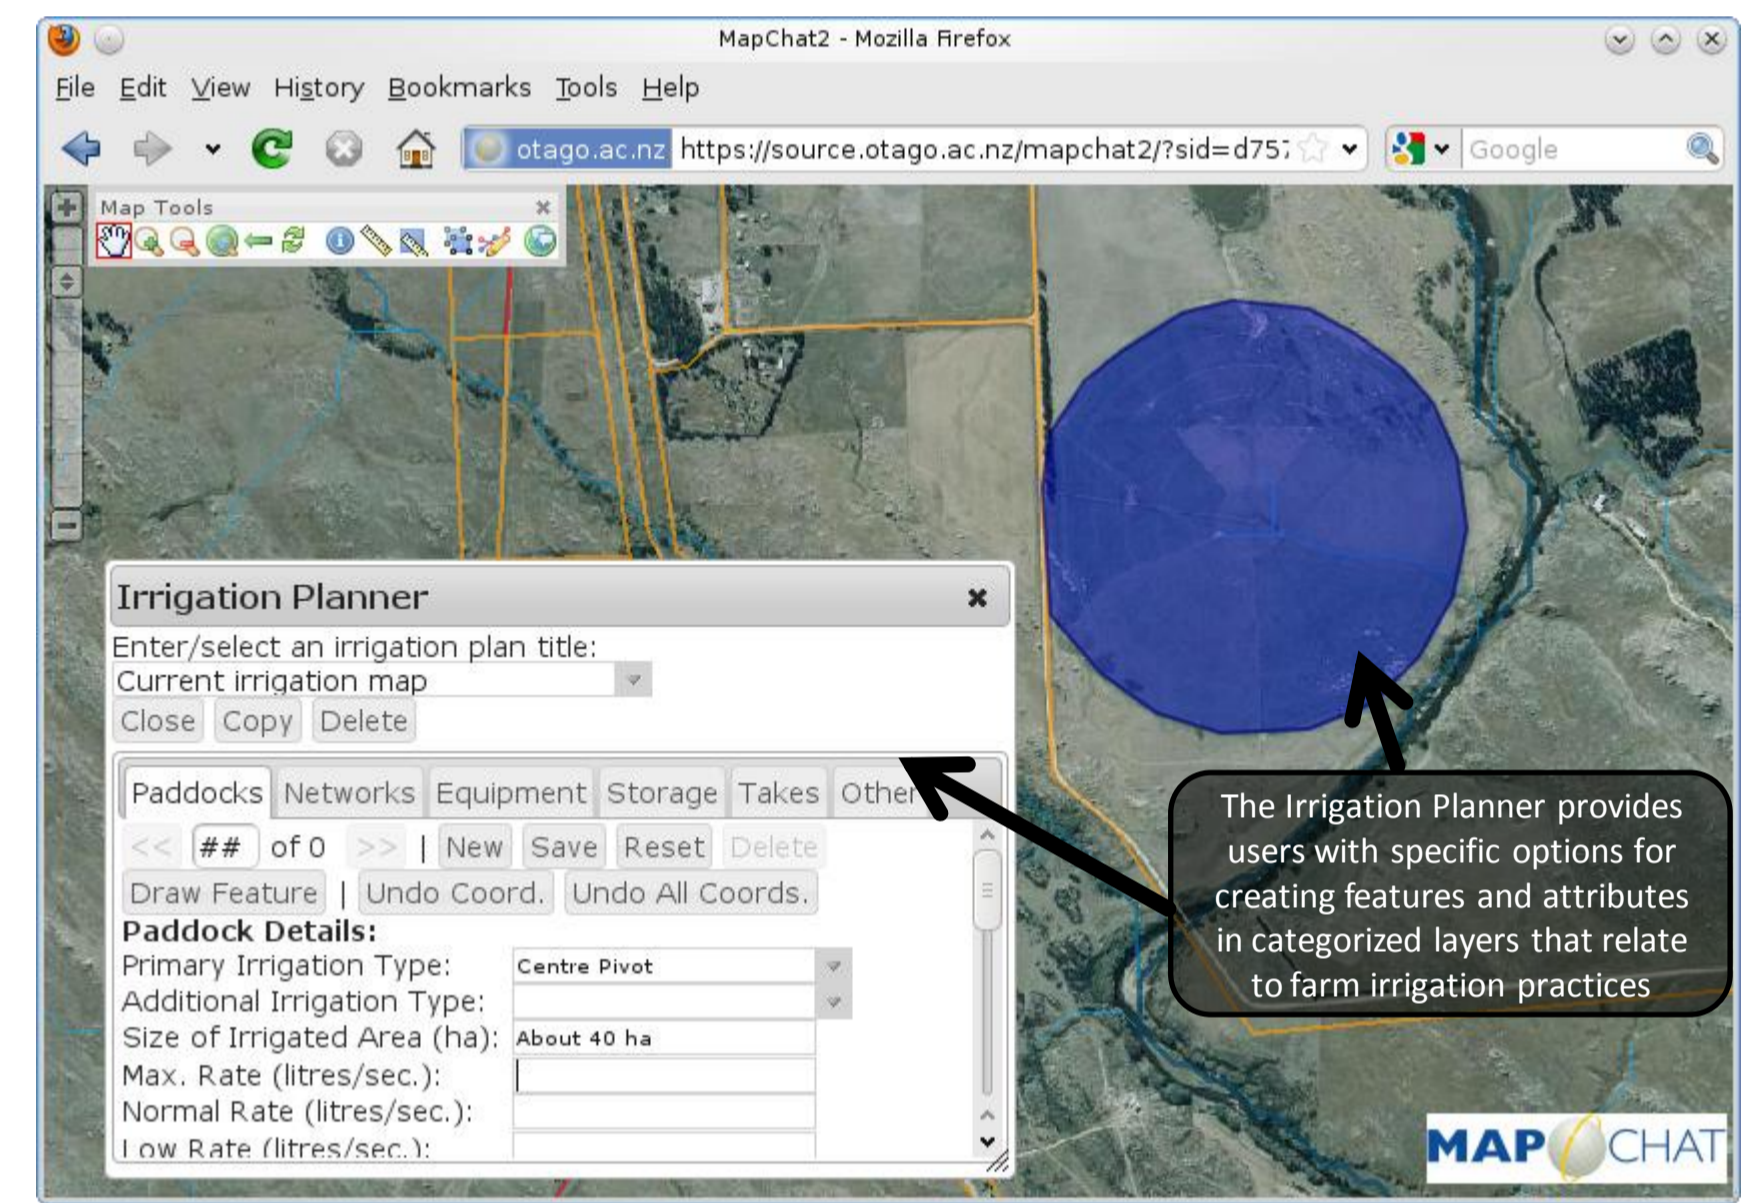 MapChat2 - Mozilla Firefox
File Edit View History Bookmarks Tools Help
otago.ac.nz https://source.otago.ac.nz/mapchat2/?sid=d757 Google
Map Tools
Irrigation Planner
Enter/select an irrigation plan title:
Current irrigation map
Close Copy Delete
Paddocks Networks Equipment Storage Takes Other
<< ## of 0 >> | New Save Reset Delete
Draw Feature | Undo Coord. Undo All Coords.
Paddock Details:
Primary Irrigation Type: Centre Pivot
Additional Irrigation Type:
Size of Irrigated Area (ha): About 40 ha
Max. Rate (litres/sec.):
Normal Rate (litres/sec.):
Low Rate (litres/sec.):
The Irrigation Planner provides
users with specific options for
creating features and attributes
in categorized layers that relate
to farm irrigation practices
MAP CHAT